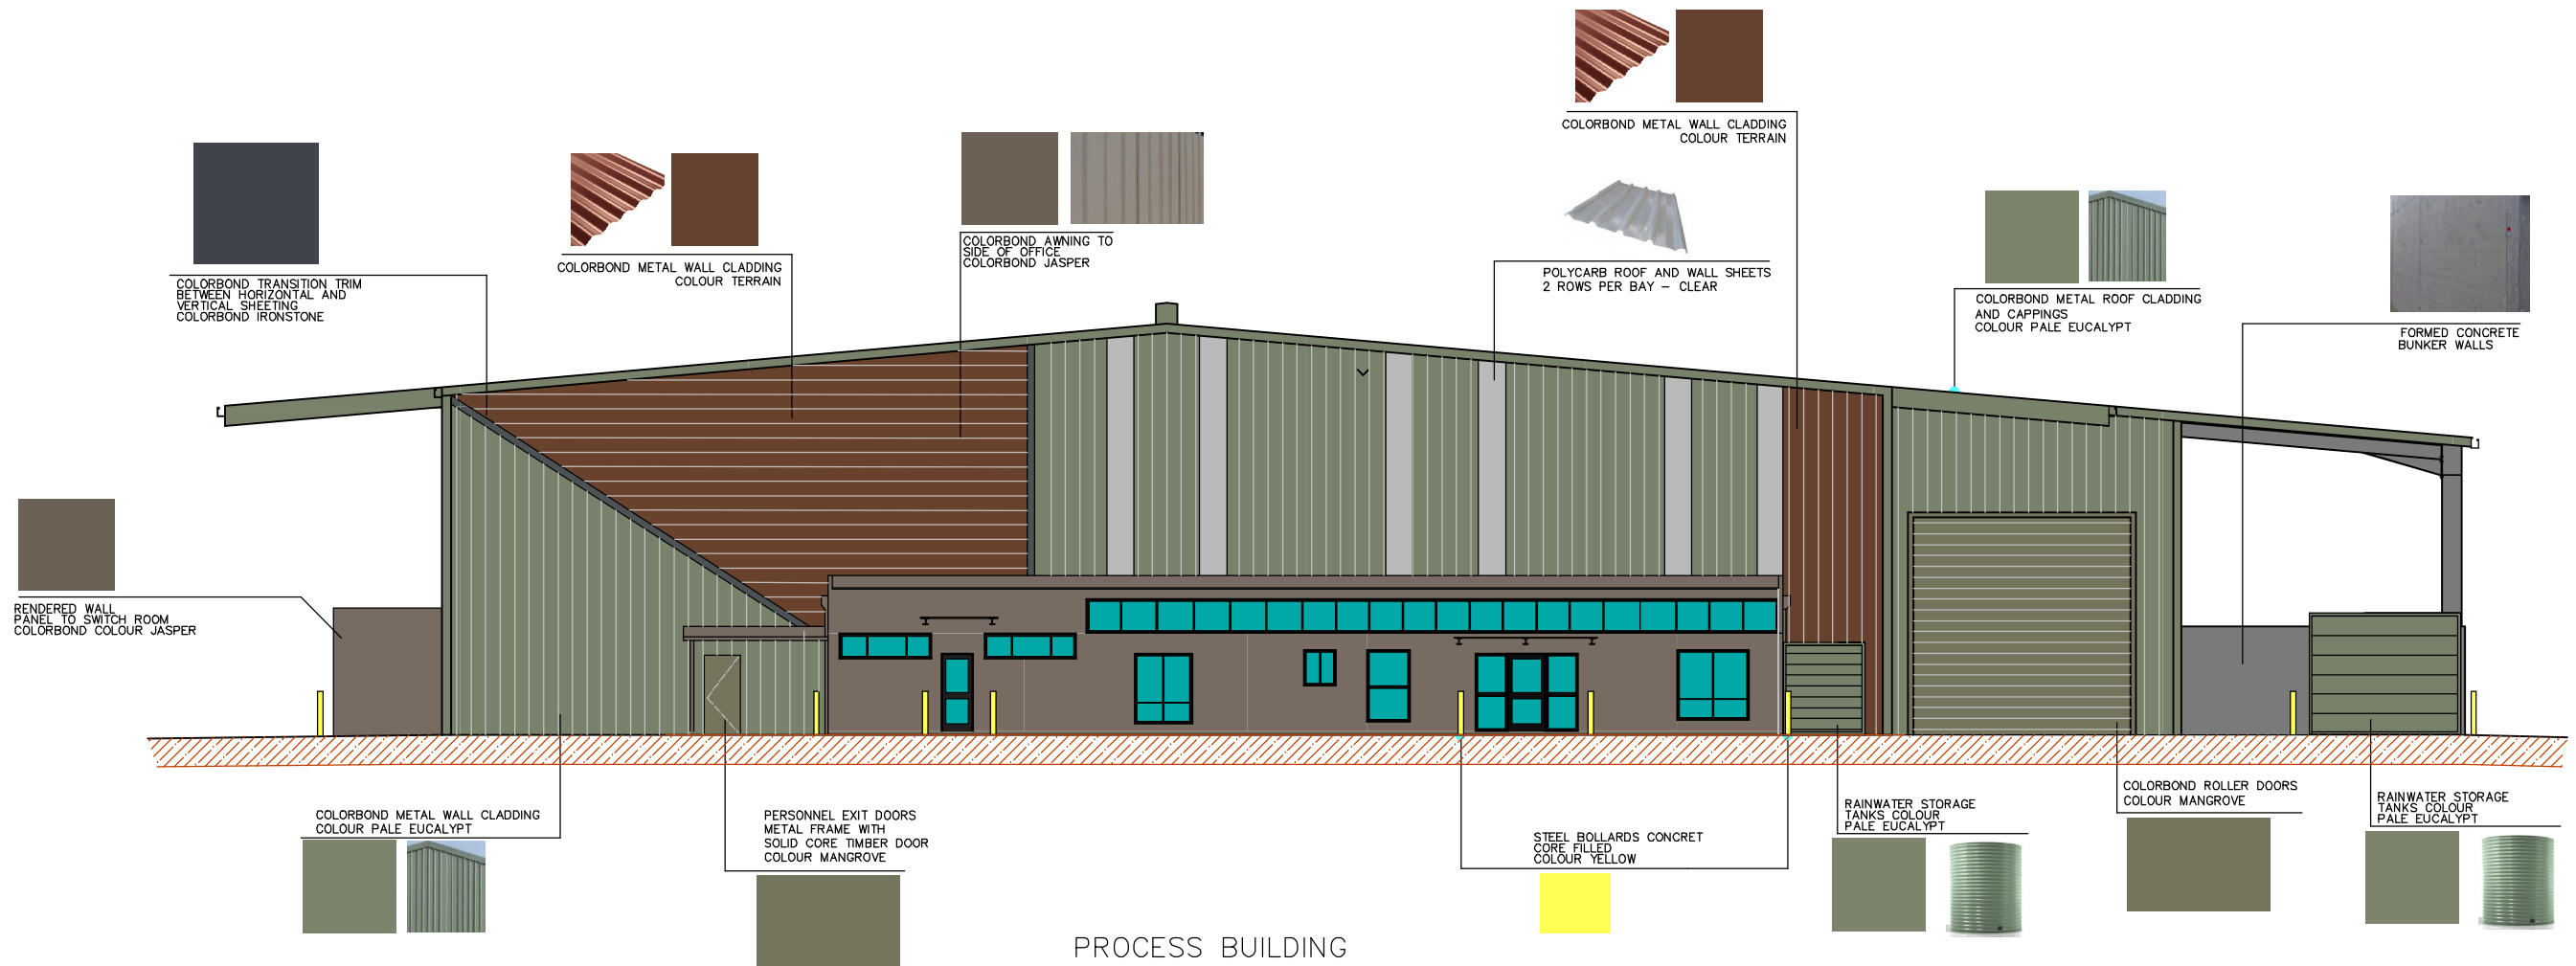 COLORBOND METAL WALL CLADDING
COLOUR TERRAIN
COLORBOND TRANSITION TRIM
BETWEEN HORIZONTAL AND
VERTICAL SHEETING
COLORBOND IRONSTONE
COLORBOND METAL WALL CLADDING
COLOUR TERRAIN
COLORBOND AWNING TO
SIDE OF OFFICE
COLORBOND JASPER
POLYCARB ROOF AND WALL SHEETS
2 ROWS PER BAY – CLEAR
COLORBOND METAL ROOF CLADDING
AND CAPPINGS
COLOUR PALE EUCALYPT
FORMED CONCRETE
BUNKER WALLS
RENDERED WALL
PANEL TO SWITCH ROOM
COLORBOND COLOUR JASPER
COLORBOND METAL WALL CLADDING
COLOUR PALE EUCALYPT
PERSONNEL EXIT DOORS
METAL FRAME WITH
SOLID CORE TIMBER DOOR
COLOUR MANGROVE
STEEL BOLLARDS CONCRET
CORE FILLED
COLOUR YELLOW
RAINWATER STORAGE
TANKS COLOUR
PALE EUCALYPT
COLORBOND ROLLER DOORS
COLOUR MANGROVE
RAINWATER STORAGE
TANKS COLOUR
PALE EUCALYPT
PROCESS BUILDING